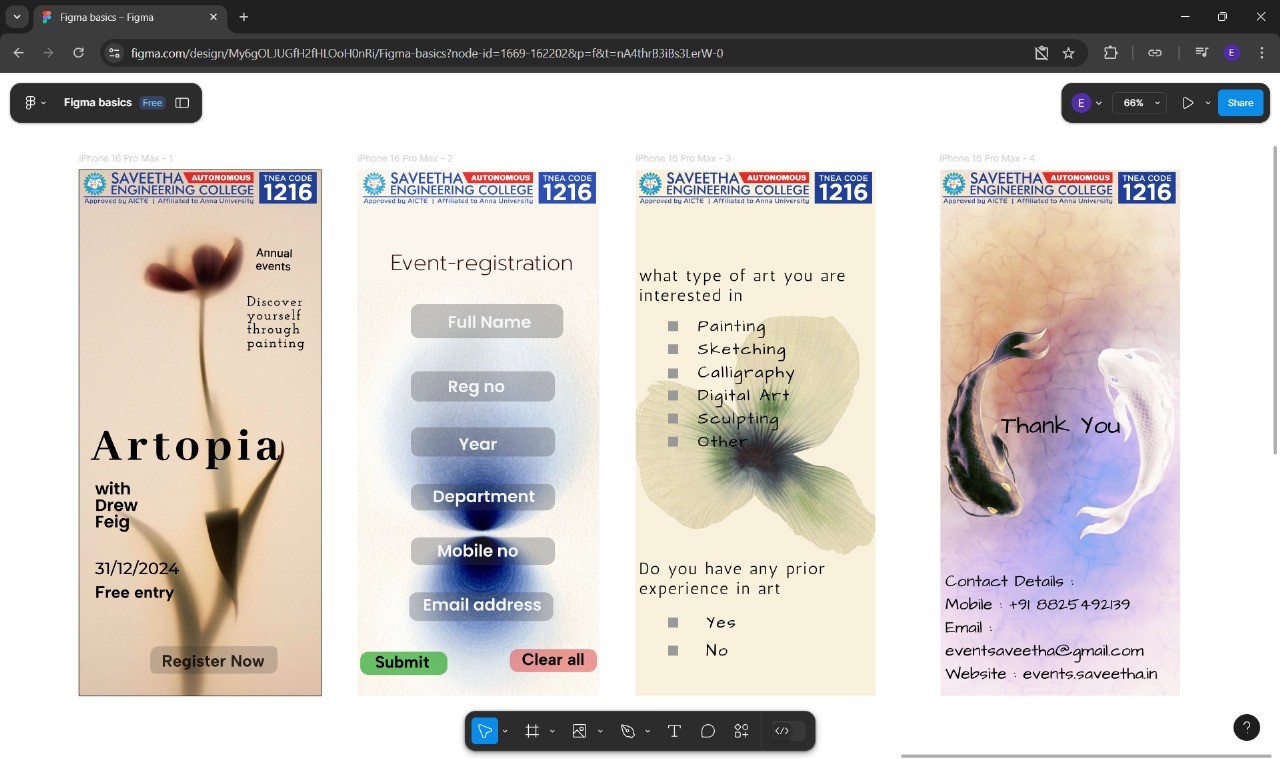 Figma basics – Figma
figma.com/design/My6gOLJUGfH2fHLOoH0nRi/Figma-basics?node-id=1669-162202&p=f&t=nA4thrB3iBs3LerW-0
E
Figma basics
Free
E
66%
Share
iPhone 16 Pro Max - 1
SAVEETHA
AUTONOMOUS
ENGINEERING COLLEGE
Approved by AICTE | Affiliated to Anna University
TNEA CODE
1216
Annual
events
Discover
yourself
through
painting
Artopia
with
Drew
Feig
31/12/2024
Free entry
Register Now
iPhone 16 Pro Max - 2
SAVEETHA
AUTONOMOUS
ENGINEERING COLLEGE
Approved by AICTE | Affiliated to Anna University
TNEA CODE
1216
Event-registration
Full Name
Reg no
Year
Department
Mobile no
Email address
Submit
Clear all
iPhone 16 Pro Max - 3
SAVEETHA
AUTONOMOUS
ENGINEERING COLLEGE
Approved by AICTE | Affiliated to Anna University
TNEA CODE
1216
what type of art you are
interested in
Painting
Sketching
Calligraphy
Digital Art
Sculpting
Other
Do you have any prior
experience in art
Yes
No
iPhone 16 Pro Max - 4
SAVEETHA
AUTONOMOUS
ENGINEERING COLLEGE
Approved by AICTE | Affiliated to Anna University
TNEA CODE
1216
Thank You
Contact Details :
Mobile : +91 8825492139
Email :
eventsaveetha@gmail.com
Website : events.saveetha.in